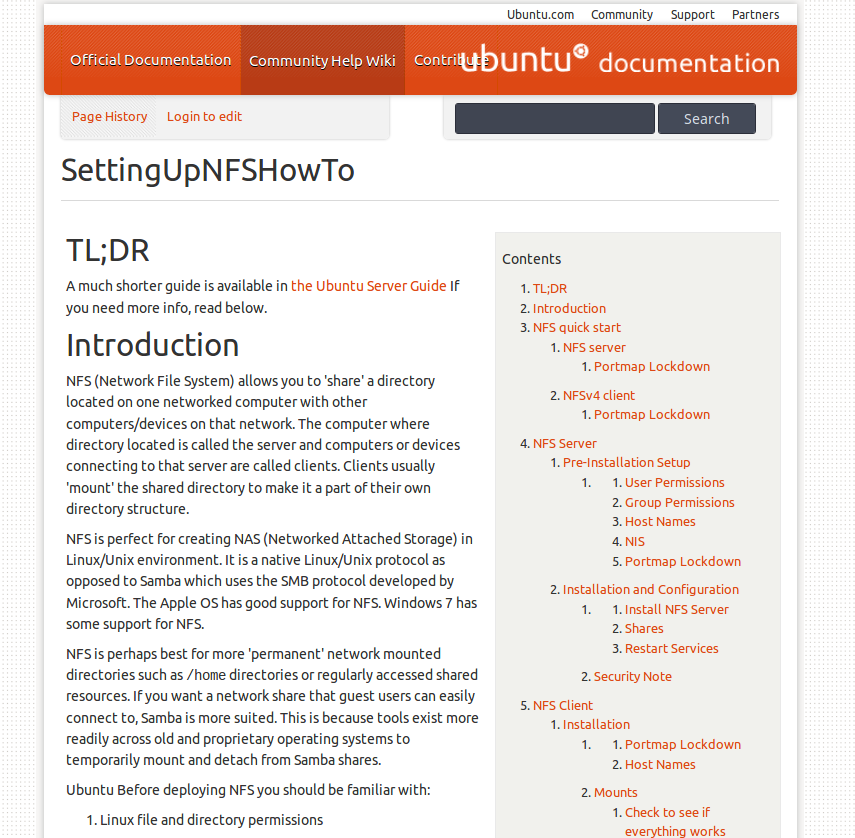 Ubuntu.com Community Support Partners
Official Documentation Community Help Wiki Contribute ubuntu documentation
Page History Login to edit Search
SettingUpNFSHowTo
TL;DR
A much shorter guide is available in the Ubuntu Server Guide If
you need more info, read below.
Introduction
NFS (Network File System) allows you to 'share' a directory
located on one networked computer with other
computers/devices on that network. The computer where
directory located is called the server and computers or devices
connecting to that server are called clients. Clients usually
'mount' the shared directory to make it a part of their own
directory structure.
NFS is perfect for creating NAS (Networked Attached Storage) in
Linux/Unix environment. It is a native Linux/Unix protocol as
opposed to Samba which uses the SMB protocol developed by
Microsoft. The Apple OS has good support for NFS. Windows 7 has
some support for NFS.
NFS is perhaps best for more 'permanent' network mounted
directories such as /home directories or regularly accessed shared
resources. If you want a network share that guest users can easily
connect to, Samba is more suited. This is because tools exist more
readily across old and proprietary operating systems to
temporarily mount and detach from Samba shares.
Ubuntu Before deploying NFS you should be familiar with:
1. Linux file and directory permissions
Contents
1. TL;DR
2. Introduction
3. NFS quick start
1. NFS server
1. Portmap Lockdown
2. NFSv4 client
1. Portmap Lockdown
4. NFS Server
1. Pre-Installation Setup
1. 1. User Permissions
2. Group Permissions
3. Host Names
4. NIS
5. Portmap Lockdown
2. Installation and Configuration
1. 1. Install NFS Server
2. Shares
3. Restart Services
2. Security Note
5. NFS Client
1. Installation
1. 1. Portmap Lockdown
2. Host Names
2. Mounts
1. Check to see if
everything works